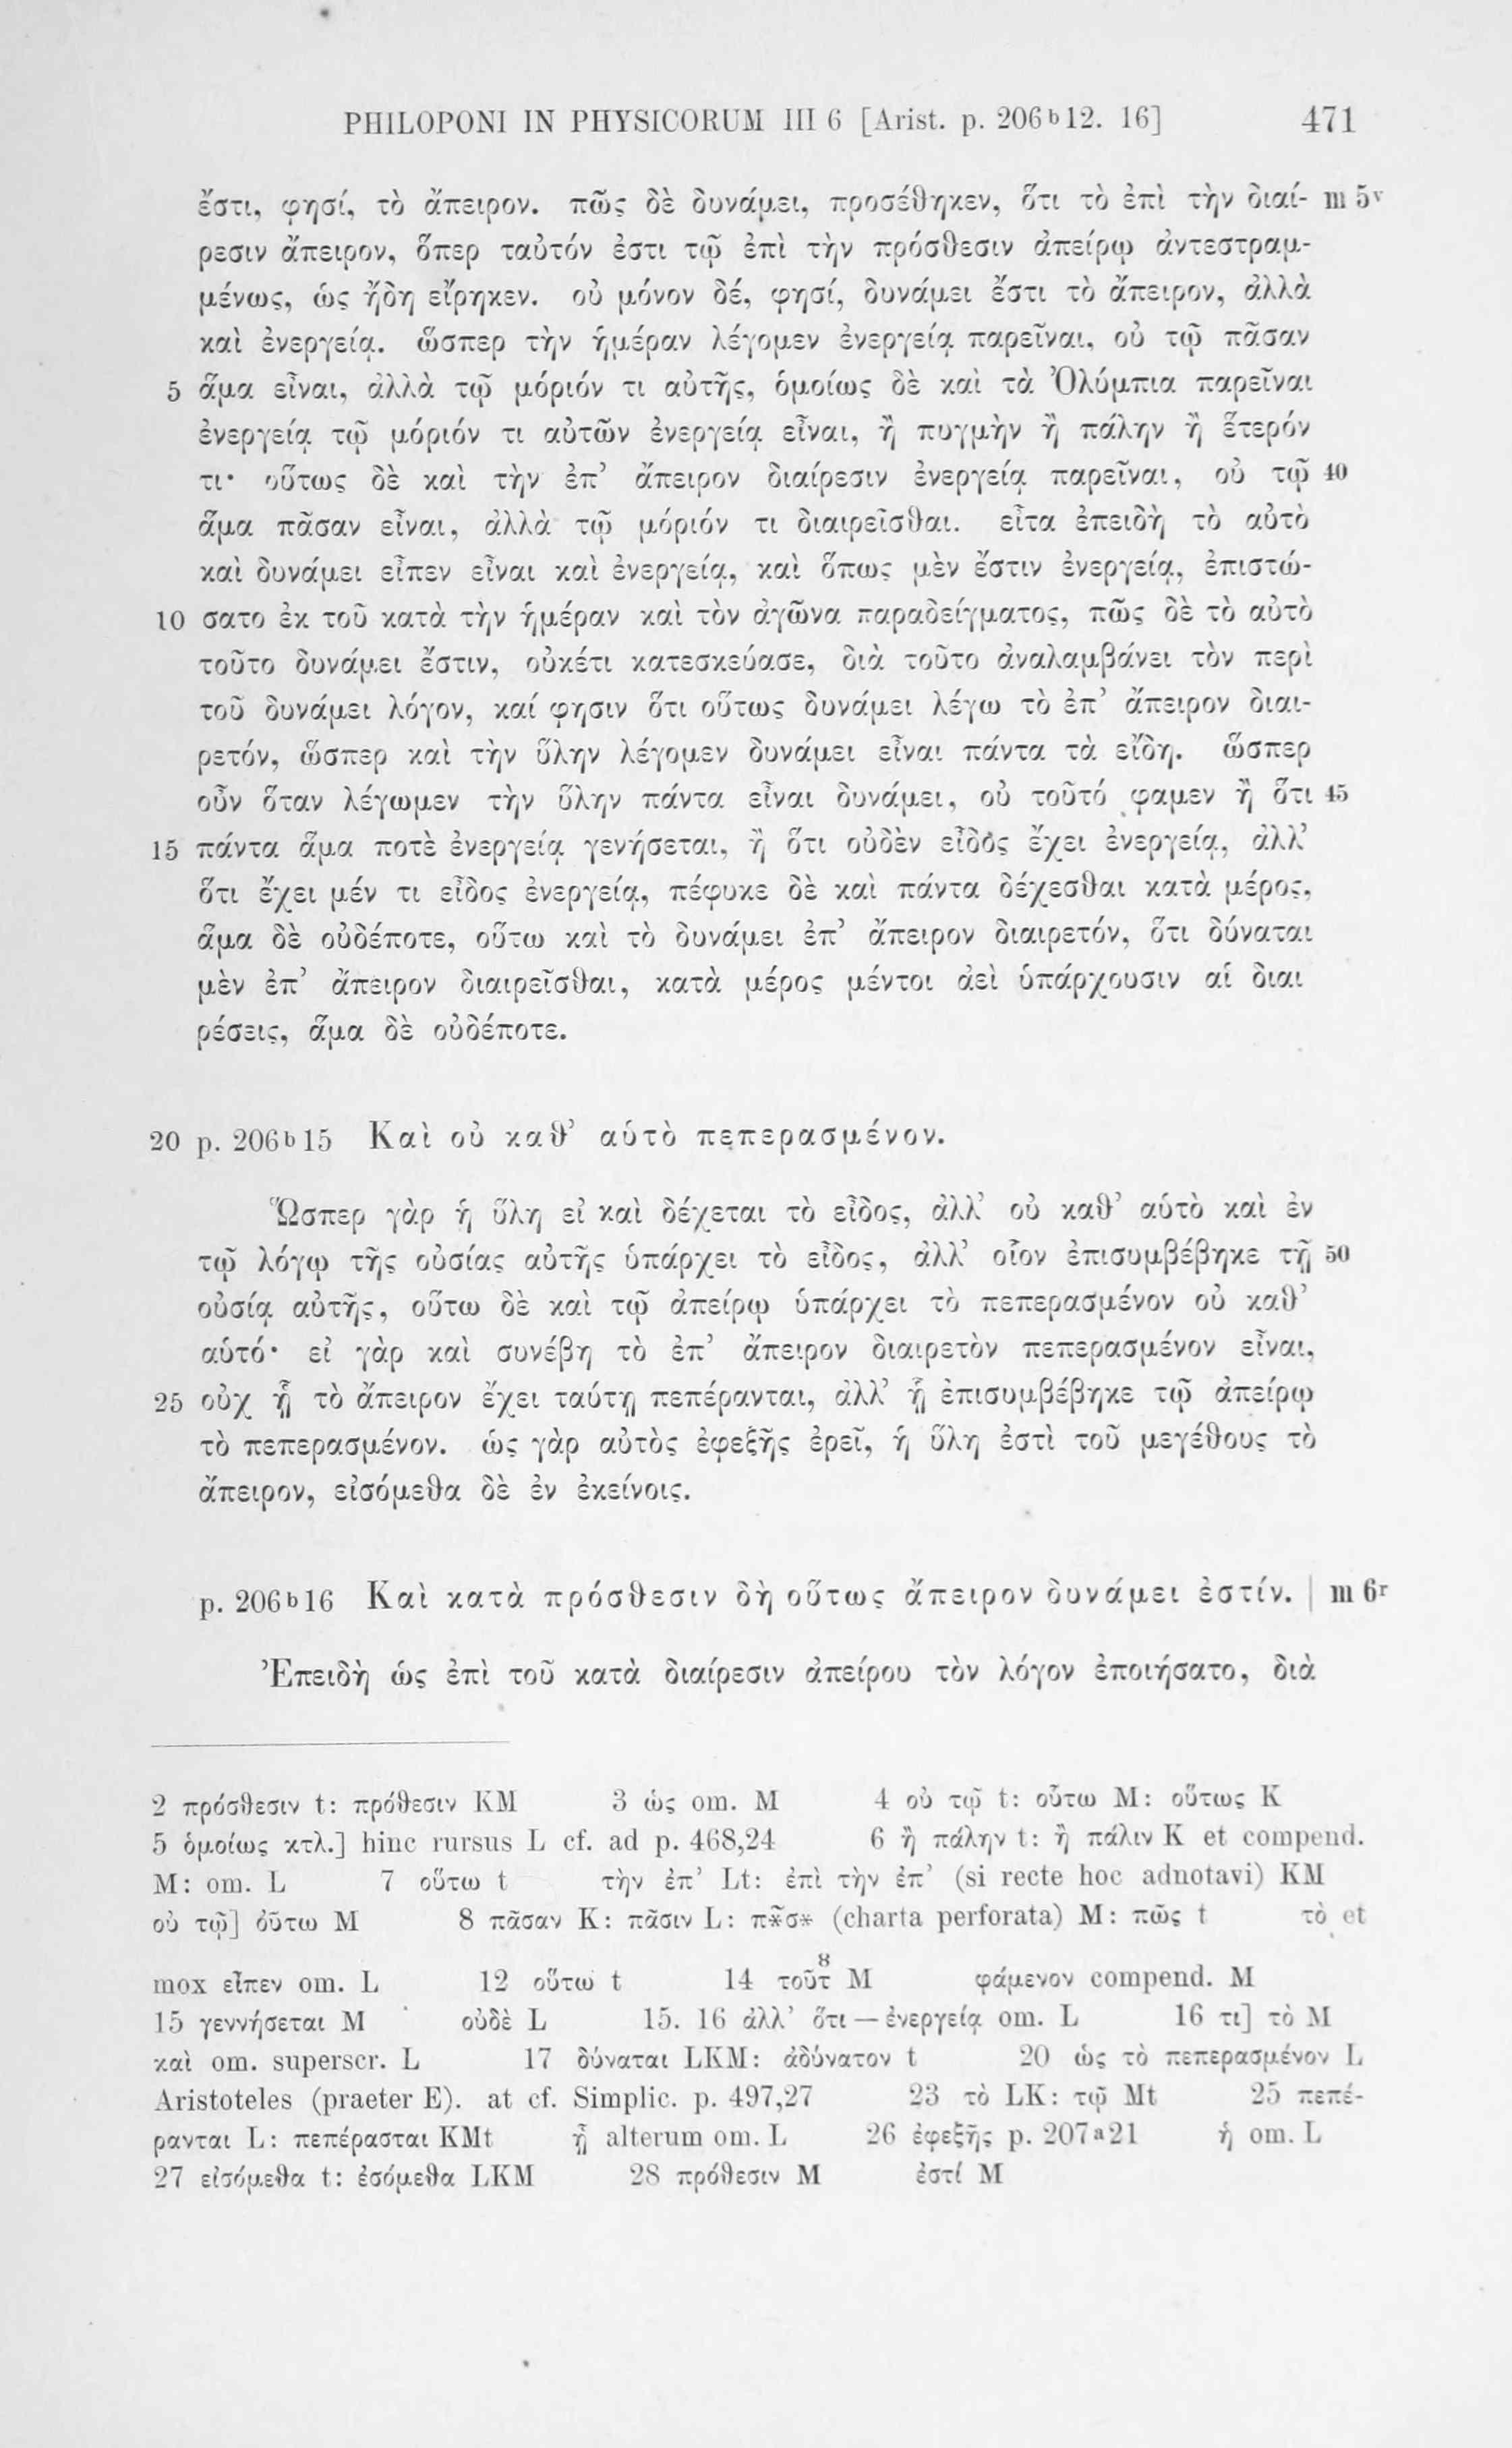 PHILOPONI IN PHYSICORUM III 6 [Arist. p. 206ᵇ12. 16] 471
ἔστι, φησί, τὸ ἄπειρον. πῶς δὲ δυνάμει, προσέθηκεν, ὅτι τὸ ἐπὶ τὴν διαί- m 5ᵛ
ρεσιν ἄπειρον, ὅπερ ταὐτόν ἐστι τῷ ἐπὶ τὴν πρόσθεσιν ἀπείρῳ ἀντεστραμ-
μένως, ὡς ἤδη εἴρηκεν. οὐ μόνον δέ, φησί, δυνάμει ἔστι τὸ ἄπειρον, ἀλλὰ
καὶ ἐνεργείᾳ. ὥσπερ τὴν ἡμέραν λέγομεν ἐνεργείᾳ παρεῖναι, οὐ τῷ πᾶσαν
5 ἅμα εἶναι, ἀλλὰ τῷ μόριόν τι αὐτῆς, ὁμοίως δὲ καὶ τὰ Ὀλύμπια παρεῖναι
ἐνεργείᾳ τῷ μόριόν τι αὐτῶν ἐνεργείᾳ εἶναι, ἢ πυγμὴν ἢ πάλην ἢ ἕτερόν
τι· οὕτως δὲ καὶ τὴν ἐπ’ ἄπειρον διαίρεσιν ἐνεργείᾳ παρεῖναι, οὐ τῷ 40
ἅμα πᾶσαν εἶναι, ἀλλὰ τῷ μόριόν τι διαιρεῖσθαι. εἶτα ἐπειδὴ τὸ αὐτὸ
καὶ δυνάμει εἶπεν εἶναι καὶ ἐνεργείᾳ, καὶ ὅπως μὲν ἔστιν ἐνεργείᾳ, ἐπιστώ-
10 σατο ἐκ τοῦ κατὰ τὴν ἡμέραν καὶ τὸν ἀγῶνα παραδείγματος, πῶς δὲ τὸ αὐτὸ
τοῦτο δυνάμει ἔστιν, οὐκέτι κατεσκεύασε, διὰ τοῦτο ἀναλαμβάνει τὸν περὶ
τοῦ δυνάμει λόγον, καί φησιν ὅτι οὕτως δυνάμει λέγω τὸ ἐπ’ ἄπειρον διαι-
ρετόν, ὥσπερ καὶ τὴν ὕλην λέγομεν δυνάμει εἶναι πάντα τὰ εἴδη. ὥσπερ
οὖν ὅταν λέγωμεν τὴν ὕλην πάντα εἶναι δυνάμει, οὐ τοῦτό φαμεν ἢ ὅτι 45
15 πάντα ἅμα ποτὲ ἐνεργείᾳ γενήσεται, ἢ ὅτι οὐδὲν εἶδος ἔχει ἐνεργείᾳ, ἀλλ’
ὅτι ἔχει μέν τι εἶδος ἐνεργείᾳ, πέφυκε δὲ καὶ πάντα δέχεσθαι κατὰ μέρος,
ἅμα δὲ οὐδέποτε, οὕτω καὶ τὸ δυνάμει ἐπ’ ἄπειρον διαιρετόν, ὅτι δύναται
μὲν ἐπ’ ἄπειρον διαιρεῖσθαι, κατὰ μέρος μέντοι ἀεὶ ὑπάρχουσιν αἱ διαι
ρέσεις, ἅμα δὲ οὐδέποτε.
20 p. 206ᵇ15 Καὶ οὐ καθ’ αὑτὸ πεπερασμένον.
Ὥσπερ γὰρ ἡ ὕλη εἰ καὶ δέχεται τὸ εἶδος, ἀλλ’ οὐ καθ’ αὑτὸ καὶ ἐν
τῷ λόγῳ τῆς οὐσίας αὐτῆς ὑπάρχει τὸ εἶδος, ἀλλ’ οἷον ἐπισυμβέβηκε τῇ 50
οὐσίᾳ αὐτῆς, οὕτω δὲ καὶ τῷ ἀπείρῳ ὑπάρχει τὸ πεπερασμένον οὐ καθ’
αὑτό· εἰ γὰρ καὶ συνέβη τὸ ἐπ’ ἄπειρον διαιρετὸν πεπερασμένον εἶναι,
25 οὐχ ᾗ τὸ ἄπειρον ἔχει ταύτῃ πεπέρανται, ἀλλ’ ᾗ ἐπισυμβέβηκε τῷ ἀπείρῳ
τὸ πεπερασμένον. ὡς γὰρ αὐτὸς ἐφεξῆς ἐρεῖ, ἡ ὕλη ἐστὶ τοῦ μεγέθους τὸ
ἄπειρον, εἰσόμεθα δὲ ἐν ἐκείνοις.
p. 206ᵇ16 Καὶ κατὰ πρόσθεσιν δὴ οὕτως ἄπειρον δυνάμει ἐστίν. | m 6ʳ
Ἐπειδὴ ὡς ἐπὶ τοῦ κατὰ διαίρεσιν ἀπείρου τὸν λόγον ἐποιήσατο, διὰ
2 πρόσθεσιν t: πρόθεσιν KM 3 ὡς om. M 4 οὐ τῷ t: οὕτω M: οὕτως K
5 ὁμοίως κτλ.] hinc rursus L cf. ad p. 468,24 6 ἢ πάλην t: ἢ πάλιν K et compend.
M: om. L 7 οὕτω t τὴν ἐπ’ Lt: ἐπὶ τὴν ἐπ’ (si recte hoc adnotavi) KM
οὐ τῷ] οὕτω M 8 πᾶσαν K: πᾶσιν L: π*σ* (charta perforata) M: πῶς t τὸ et
mox εἶπεν om. L 12 οὕτω t 14 τοῦτ⁸ M φάμενον compend. M
15 γεννήσεται M οὐδὲ L 15. 16 ἀλλ’ ὅτι — ἐνεργείᾳ om. L 16 τι] τὸ M
καὶ om. superscr. L 17 δύναται LKM: ἀδύνατον t 20 ὡς τὸ πεπερασμένον L
Aristoteles (praeter E). at cf. Simplic. p. 497,27 23 τὸ LK: τῷ Mt 25 πεπέ-
ρανται L: πεπέρασται KMt ᾗ alterum om. L 26 ἐφεξῆς p. 207ᵃ21 ἡ om. L
27 εἰσόμεθα t: ἐσόμεθα LKM 28 πρόθεσιν M ἐστί M